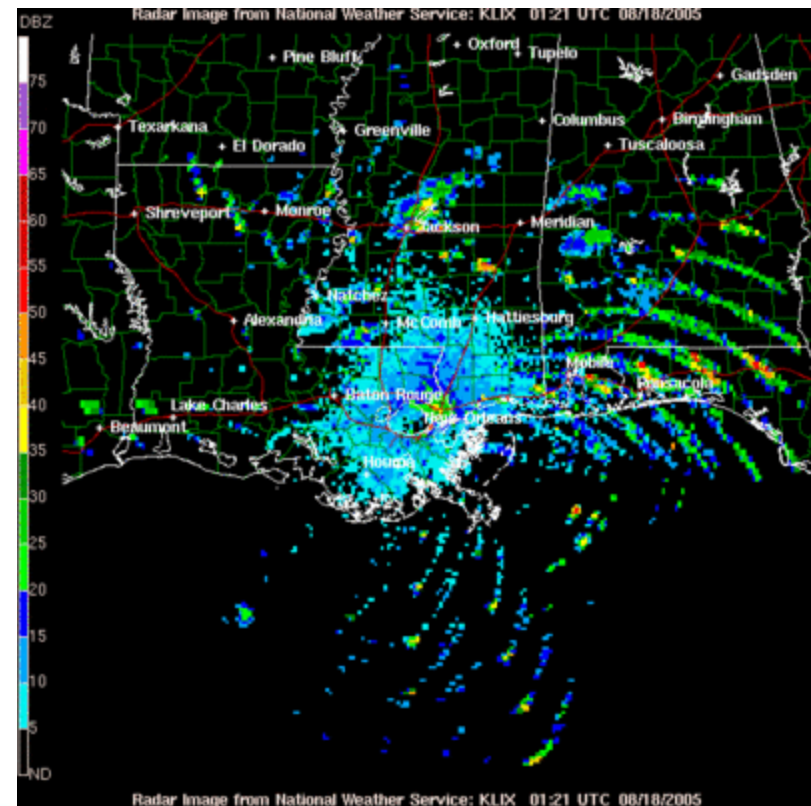 Radar Image from National Weather Service: KLIX 01:21 UTC 08/18/2005
DBZ
Oxford
Pine Bluff
Tupelo
Gadsden
75
Texarkana
Greenville
Columbus
Birmingham
70
El Dorado
Tuscaloosa
65
Shreveport
Monroe
Jackson
Meridian
60
55
Natchez
50
Alexandria
McComb
Hattiesburg
45
Mobile
Pensacola
Baton Rouge
40
Lake Charles
New Orleans
Beaumont
35
Houma
30
25
20
15
10
5
ND
Radar Image from National Weather Service: KLIX 01:21 UTC 08/18/2005